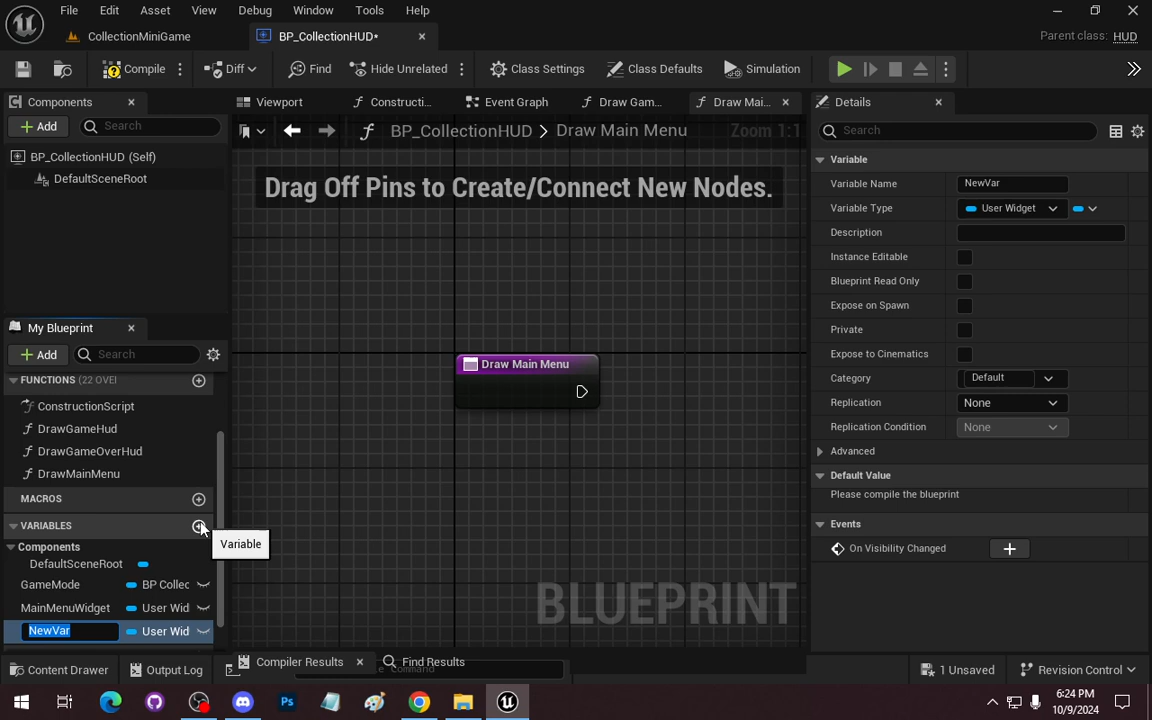 File Edit Asset View Debug Window Tools Help
CollectionMiniGame
BP_CollectionHUD*
Parent class: HUD
Compile
Diff
Find
Hide Unrelated
Class Settings
Class Defaults
Simulation
Components
Add
Search
BP_CollectionHUD (Self)
DefaultSceneRoot
Viewport
Constructi...
Event Graph
Draw Gam...
Draw Mai...
BP_CollectionHUD > Draw Main Menu
Zoom 1:1
Drag Off Pins to Create/Connect New Nodes.
Draw Main Menu
BLUEPRINT
My Blueprint
Add
Search
FUNCTIONS (22 OVEI
ConstructionScript
DrawGameHud
DrawGameOverHud
DrawMainMenu
MACROS
VARIABLES
Variable
Components
DefaultSceneRoot
GameMode BP Collec
MainMenuWidget User Wid
NewVar User Wid
Details
Search
Variable
Variable Name NewVar
Variable Type User Widget
Description
Instance Editable
Blueprint Read Only
Expose on Spawn
Private
Expose to Cinematics
Category Default
Replication None
Replication Condition None
Advanced
Default Value
Please compile the blueprint
Events
On Visibility Changed
Content Drawer
Output Log
Compiler Results
Find Results
1 Unsaved
Revision Control
6:24 PM
10/9/2024